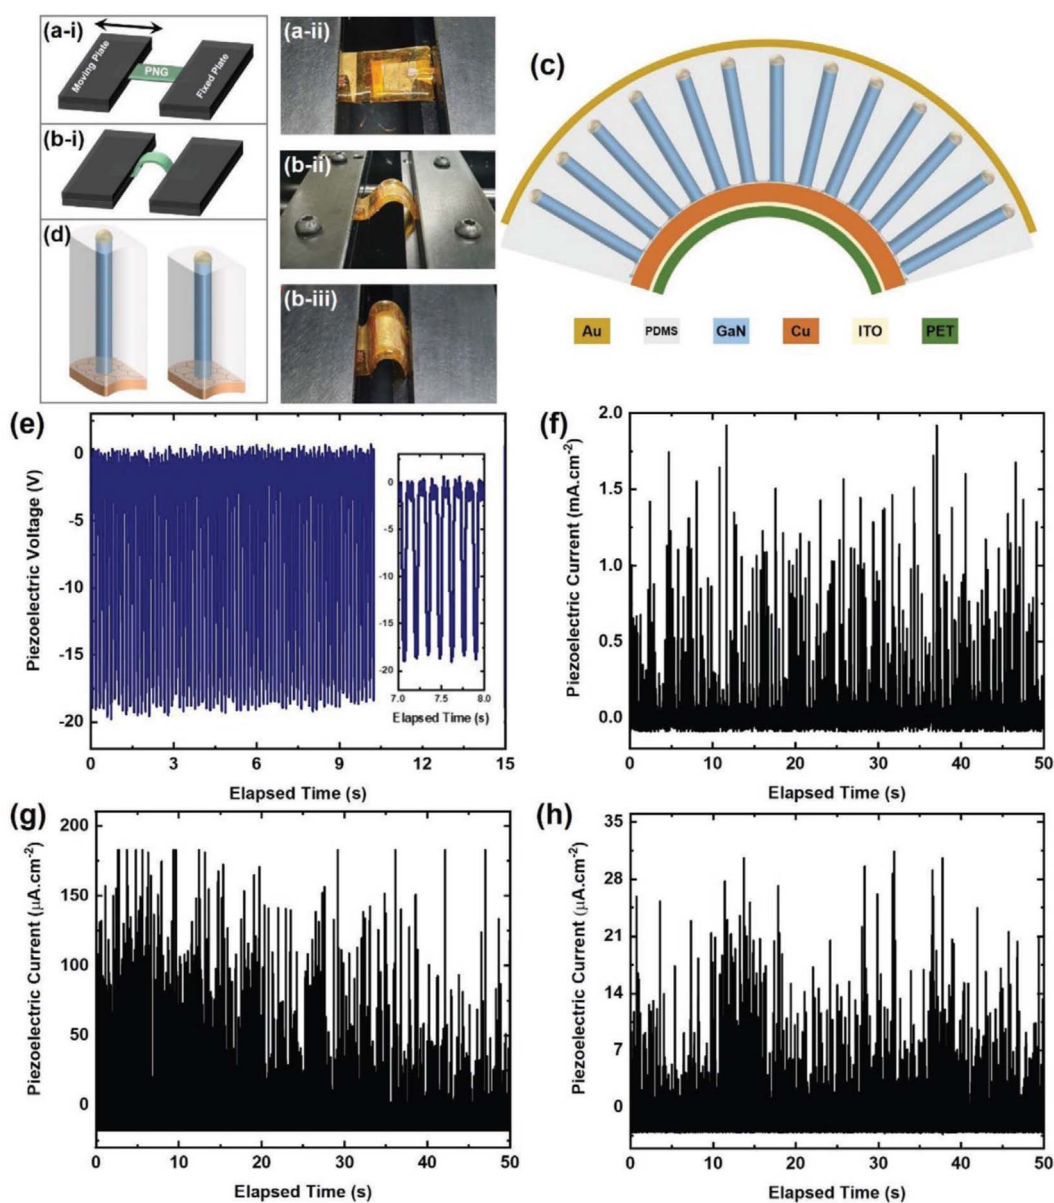 (a-i)
Moving Plate
PNG
Fixed Plate
(a-ii)
(b-i)
(b-ii)
(b-iii)
(c)
Au
PDMS
GaN
Cu
ITO
PET
(d)
(e)
Piezoelectric Voltage (V)
0
-5
-10
-15
-20
0 3 6 9 12 15
Elapsed Time (s)
0
-5
-10
-15
-20
7.0 7.5 8.0
Elapsed Time (s)
(f)
Piezoelectric Current (mA.cm⁻²)
2.0
1.5
1.0
0.5
0.0
0 10 20 30 40 50
Elapsed Time (s)
(g)
Piezoelectric Current (μA.cm⁻²)
200
150
100
50
0
0 10 20 30 40 50
Elapsed Time (s)
(h)
Piezoelectric Current (μA.cm⁻²)
35
28
21
14
7
0
0 10 20 30 40 50
Elapsed Time (s)